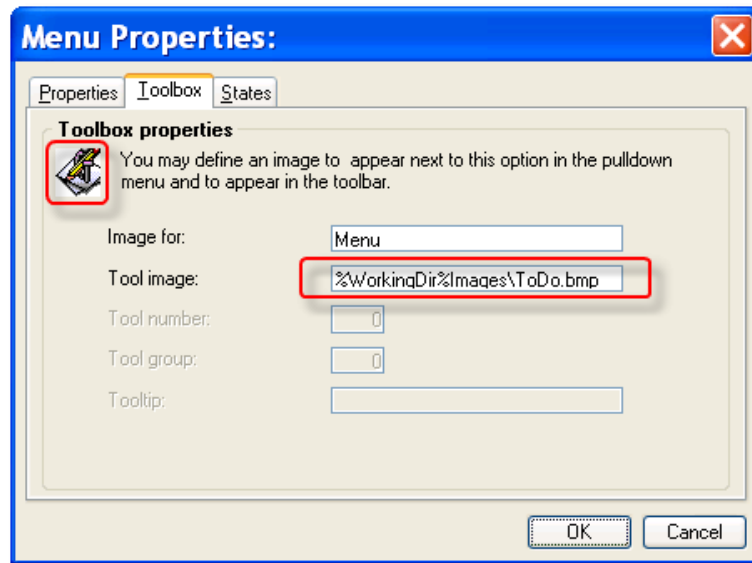 Menu Properties:
Properties Toolbox States
Toolbox properties
You may define an image to appear next to this option in the pulldown
menu and to appear in the toolbar.
Image for: Menu
Tool image: %WorkingDir%Images\ToDo.bmp
Tool number: 0
Tool group: 0
Tooltip:
OK Cancel